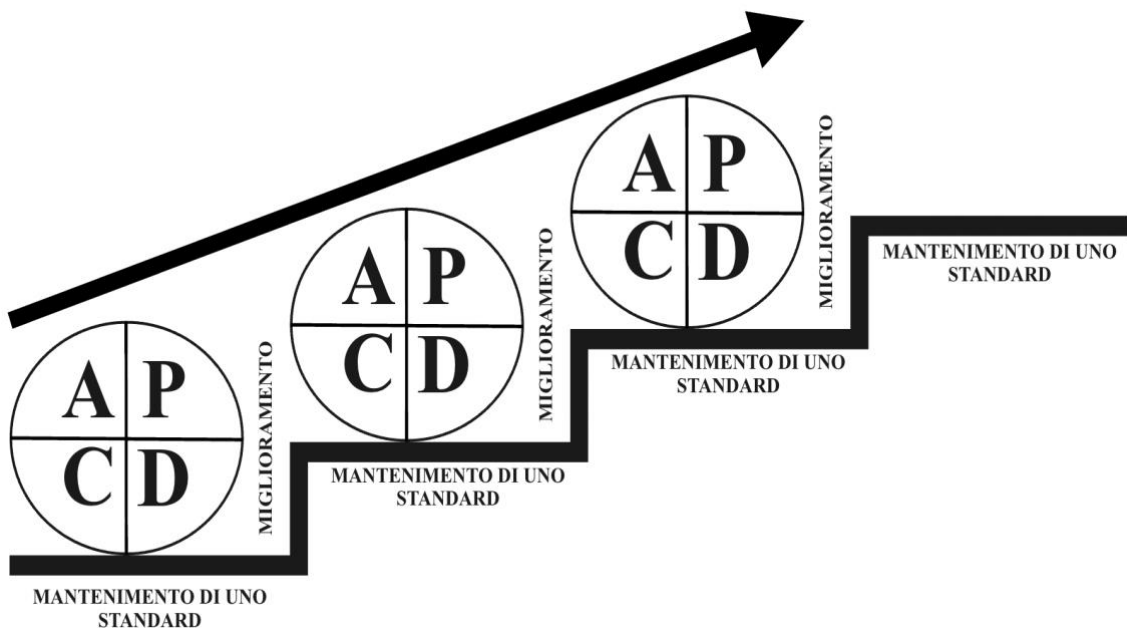 A P
C D
MIGLIORAMENTO
MANTENIMENTO DI UNO
STANDARD
A P
C D
MIGLIORAMENTO
MANTENIMENTO DI UNO
STANDARD
A P
C D
MIGLIORAMENTO
MANTENIMENTO DI UNO
STANDARD
MANTENIMENTO DI UNO
STANDARD